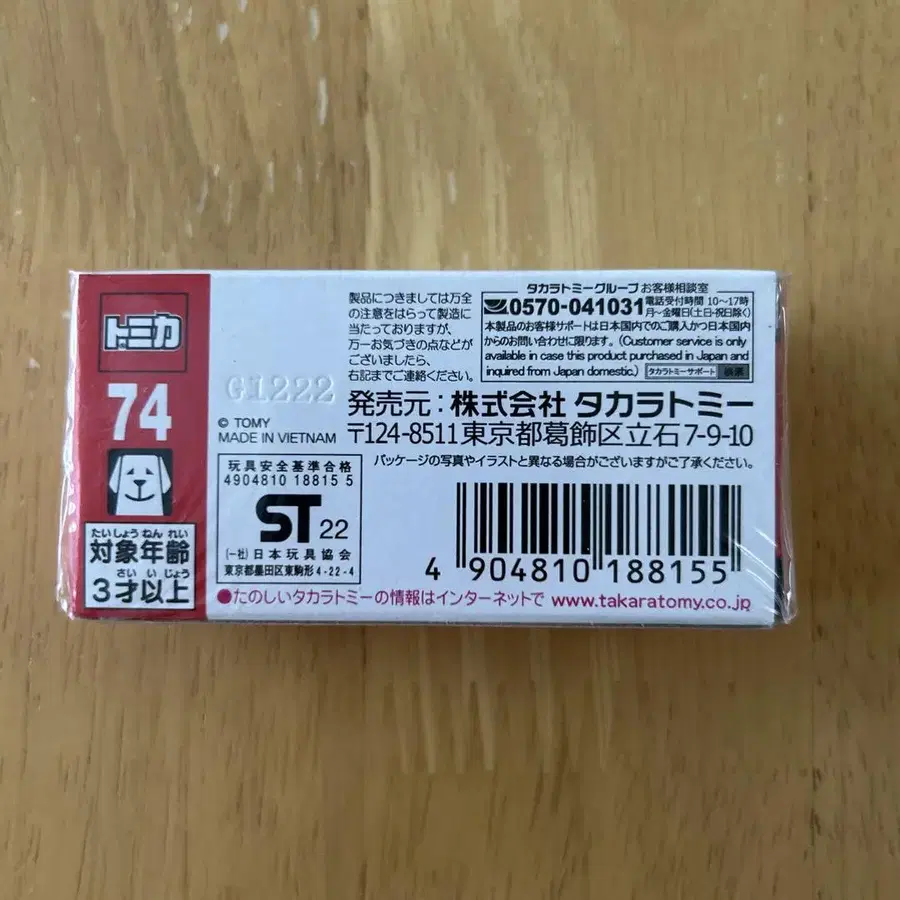 トミカ
74
たいしょうねんれい
対象年齢
さいいじょう
3才以上
G1222
© TOMY
MADE IN VIETNAM
製品につきましては万全
の注意をはらって製造に
当たっておりますが、
万一お気づきの点などが
ございましたら、
右記までご連絡ください。
タカラトミーグループお客様相談室
0570-041031 電話受付時間 10〜17時
月〜金曜日(土日・祝日除く)
本製品のお客様サポートは日本国内でのご購入かつ日本国内
からのお問い合わせに限ります。(Customer service is only
available in case this product purchased in Japan and
inquired from Japan domestic.) タカラトミーサポート 検索
発売元:株式会社 タカラトミー
〒124-8511東京都葛飾区立石7-9-10
パッケージの写真やイラストと異なる場合がございますがご了承ください。
玩具安全基準合格
4904810 18815 5
ST 22
(一社)日本玩具協会
東京都墨田区東駒形4-22-4
4 904810 188155
●たのしいタカラトミーの情報はインターネットで www.takaratomy.co.jp